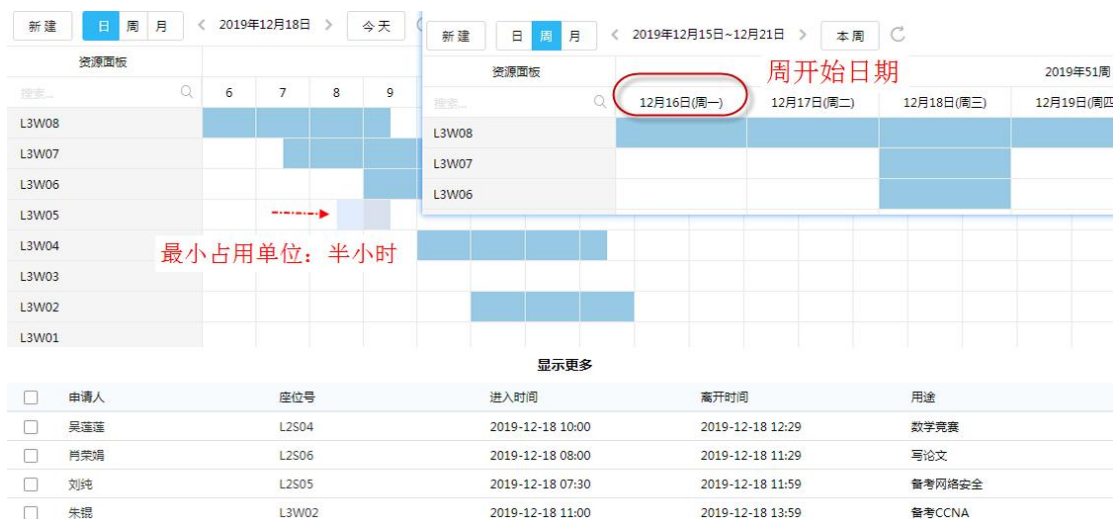 新建 日 周 月 < 2019年12月18日 > 今天
资源面板
搜索... 6 7 8 9
L3W08
L3W07
L3W06
L3W05
L3W04
L3W03
L3W02
L3W01
最小占用单位：半小时
新建 日 周 月 < 2019年12月15日~12月21日 > 本周
周开始日期
资源面板 2019年51周
搜索... 12月16日(周一) 12月17日(周二) 12月18日(周三) 12月19日(周四
L3W08
L3W07
L3W06
显示更多
申请人 座位号 进入时间 离开时间 用途
吴莲莲 L2S04 2019-12-18 10:00 2019-12-18 12:29 数学竞赛
肖荣娟 L2S06 2019-12-18 08:00 2019-12-18 11:29 写论文
刘纯 L2S05 2019-12-18 07:30 2019-12-18 11:59 备考网络安全
朱锟 L3W02 2019-12-18 11:00 2019-12-18 13:59 备考CCNA